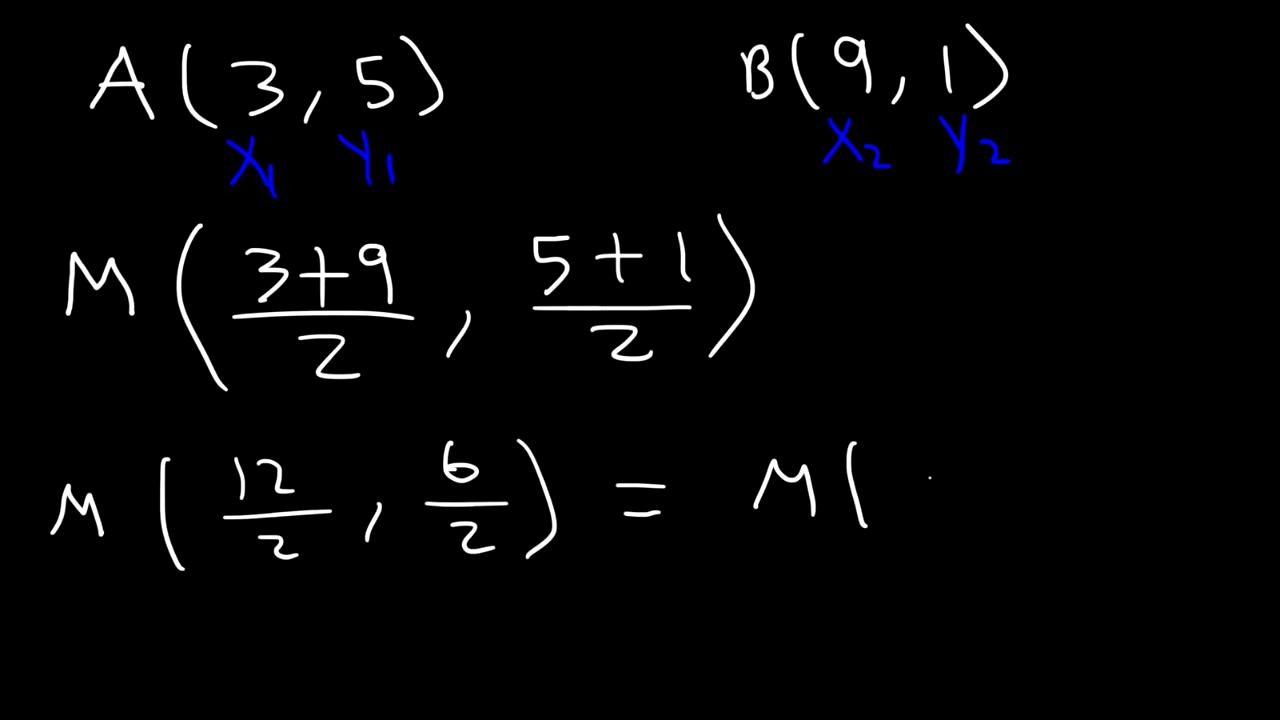 A(3,5) B(9,1)
X1 Y1 X2 Y2
M(3+9/2, 5+1/2)
M(12/2, 6/2) = M(